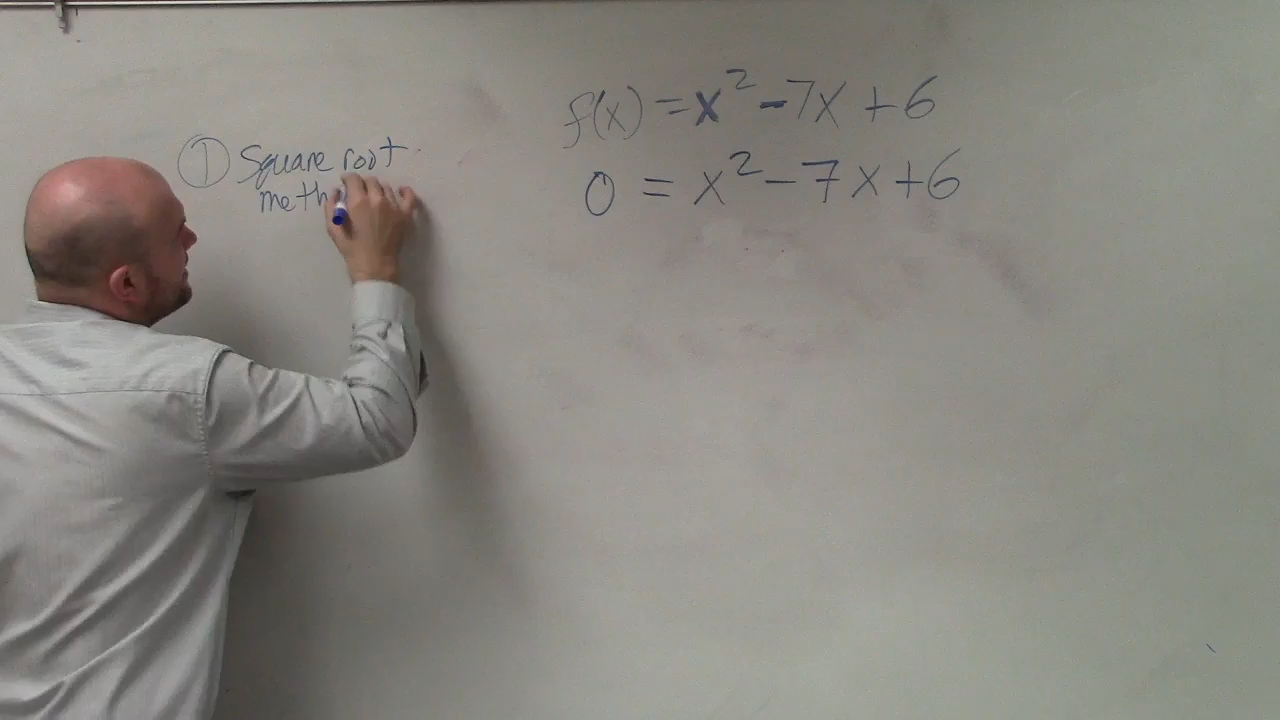 ① Square root
meth
f(x) = x² - 7x + 6
0 = x² - 7x + 6